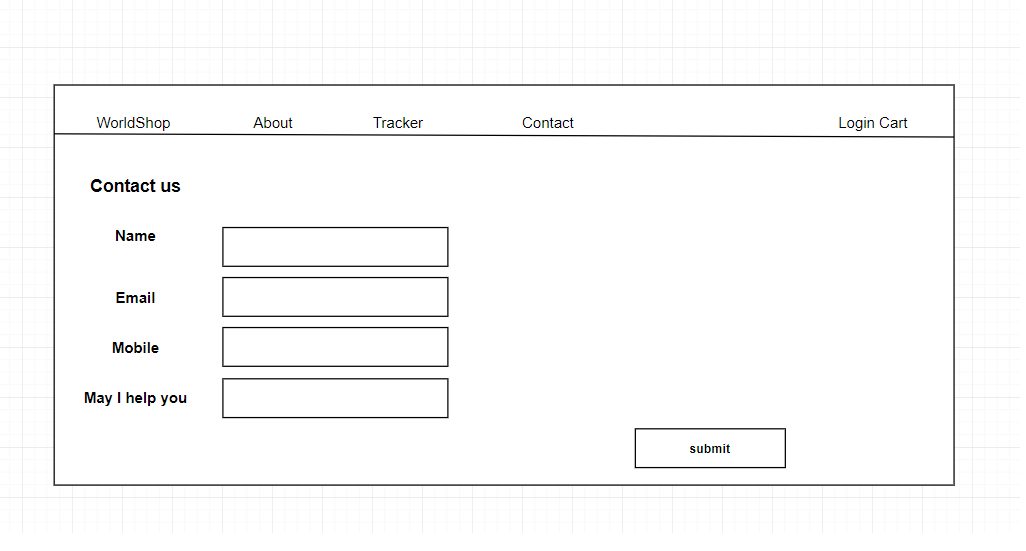 WorldShop About Tracker Contact Login Cart
Contact us
Name
Email
Mobile
May I help you
submit